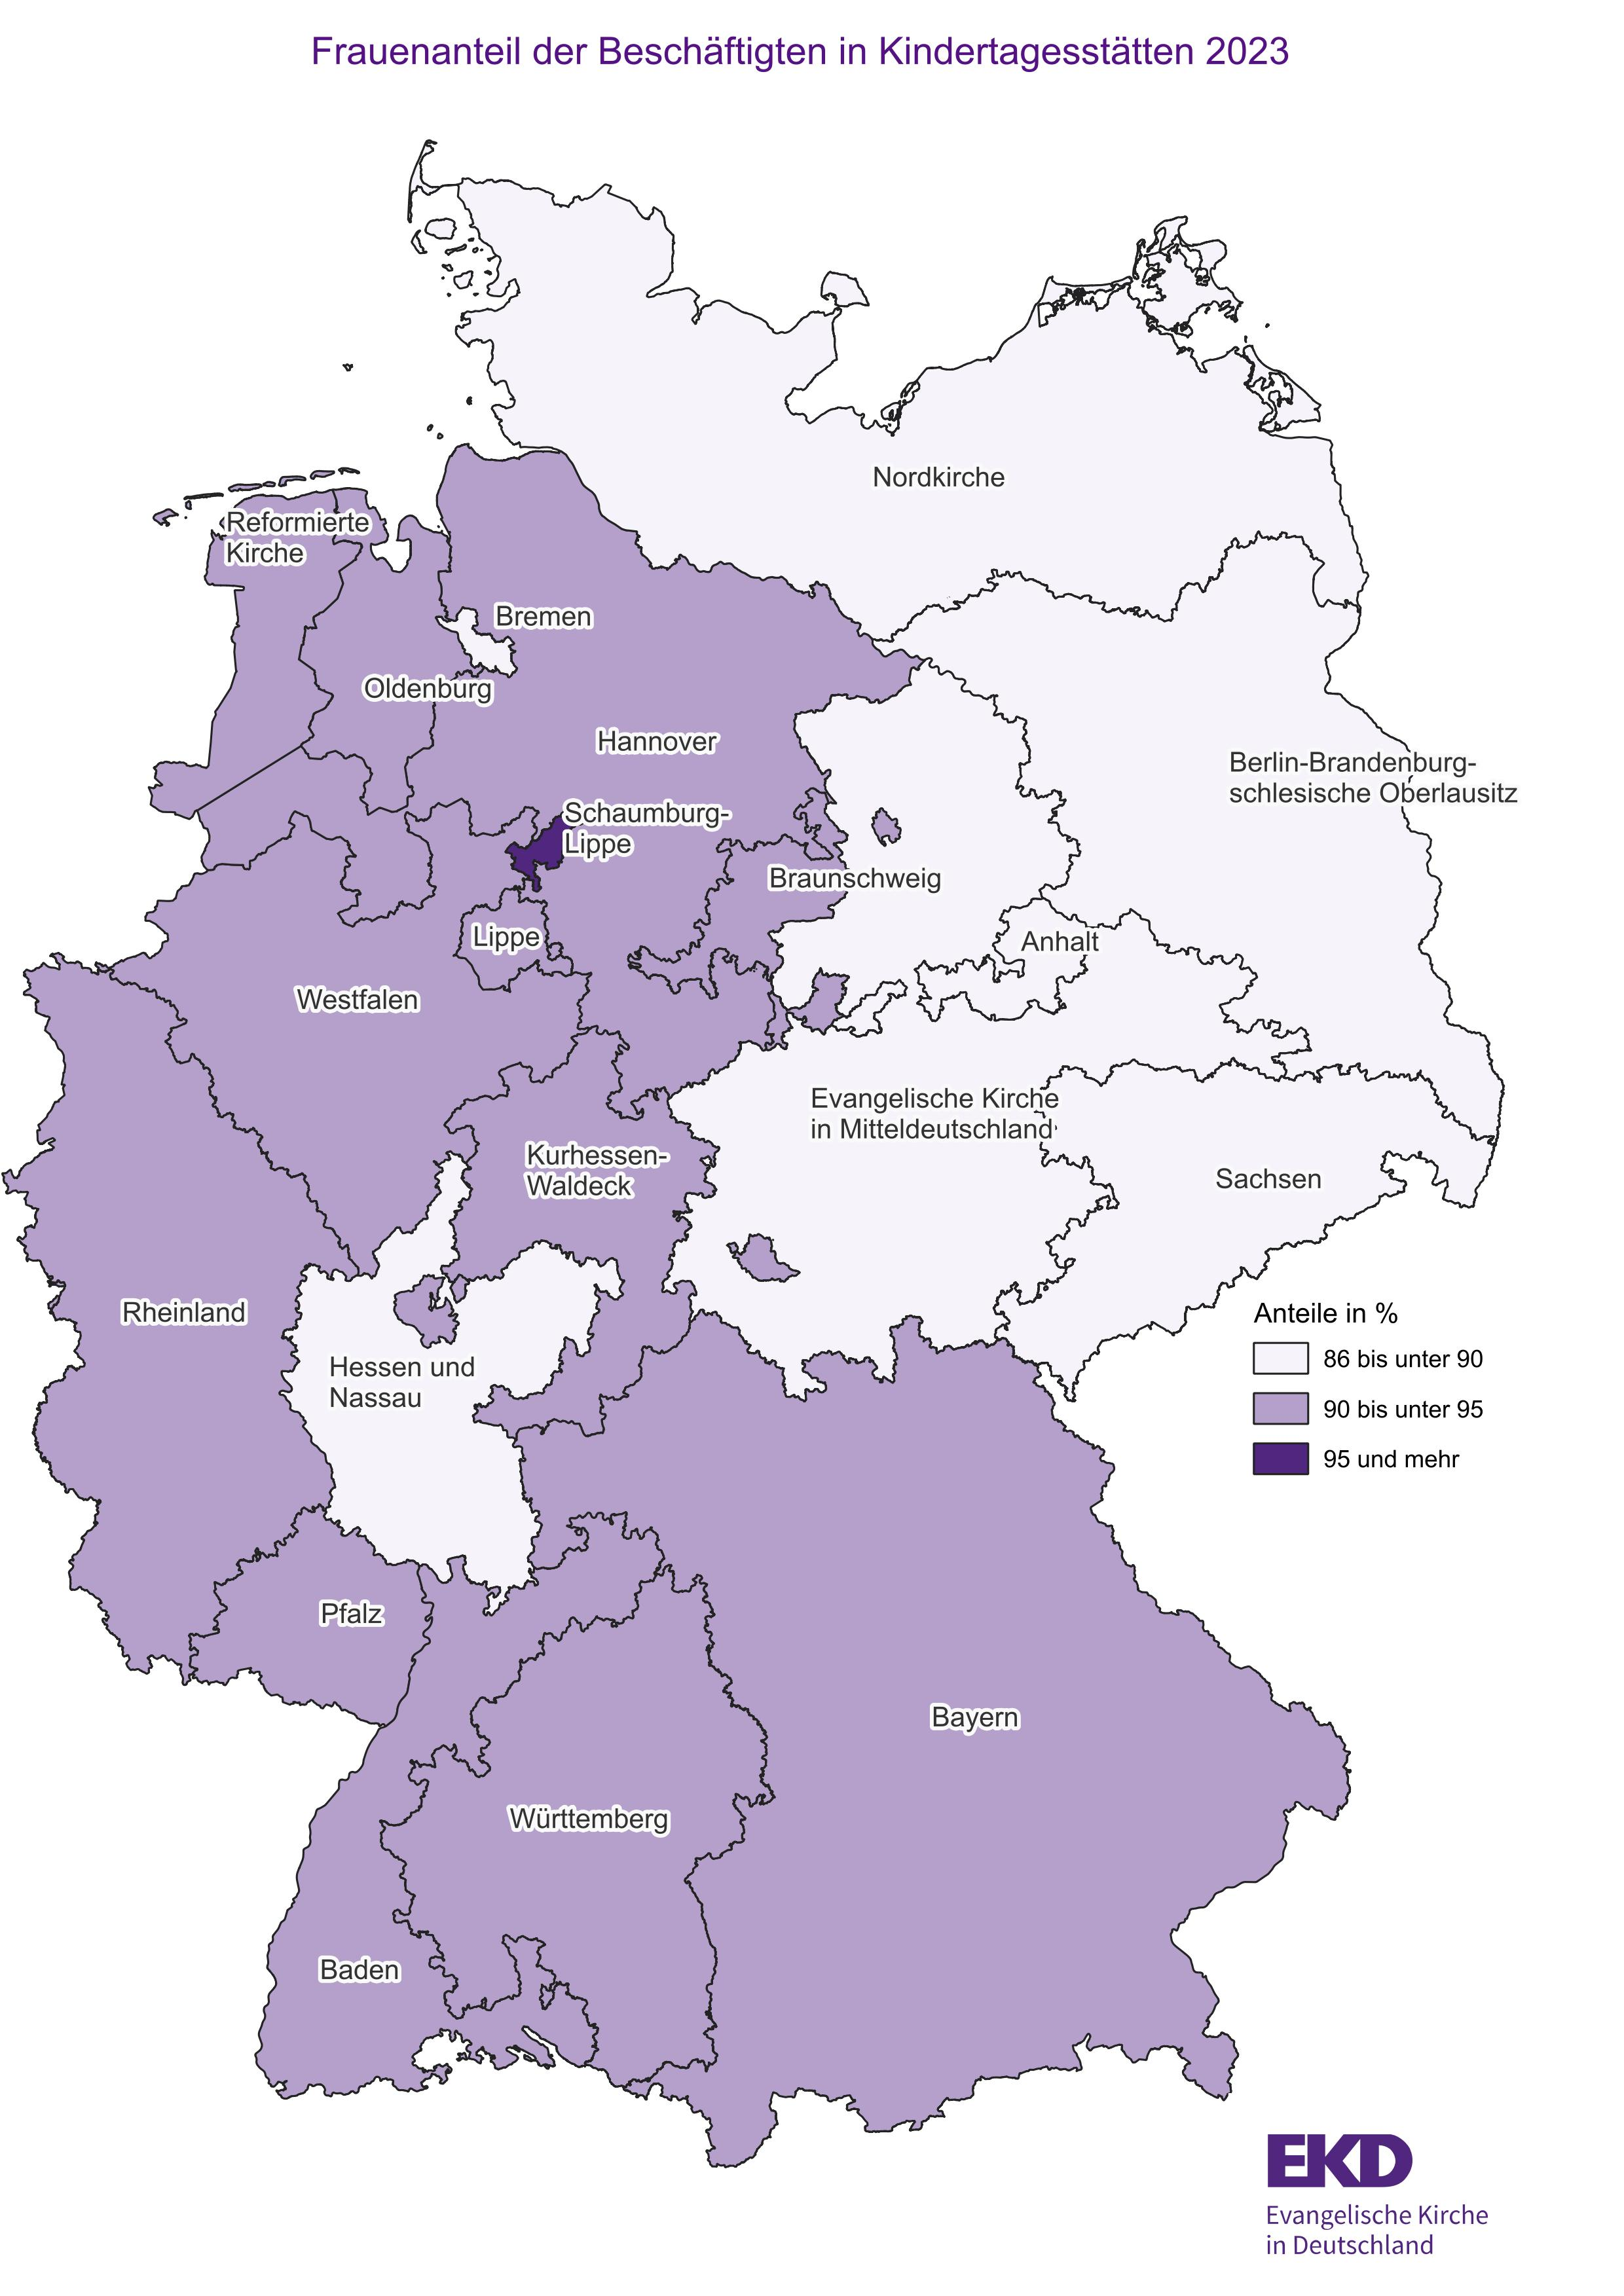 Frauenanteil der Beschäftigten in Kindertagesstätten 2023
Nordkirche
Reformierte
Kirche
Bremen
Oldenburg
Hannover
Berlin-Brandenburg-
schlesische Oberlausitz
Schaumburg-
Lippe
Braunschweig
Lippe
Anhalt
Westfalen
Evangelische Kirche
in Mitteldeutschland
Kurhessen-
Waldeck
Sachsen
Rheinland
Hessen und
Nassau
Anteile in %
86 bis unter 90
90 bis unter 95
95 und mehr
Pfalz
Bayern
Württemberg
Baden
EKD
Evangelische Kirche
in Deutschland